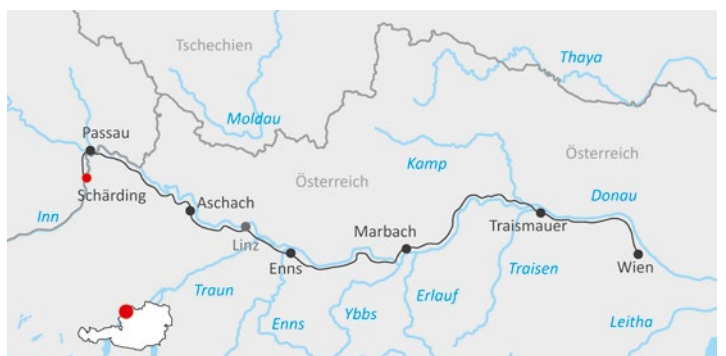 Tschechien
Thaya
Moldau
Passau
Kamp
Österreich
Schärding
Österreich
Aschach
Donau
Inn
Linz
Marbach
Traismauer
Enns
Wien
Traun
Enns
Ybbs
Erlauf
Traisen
Leitha